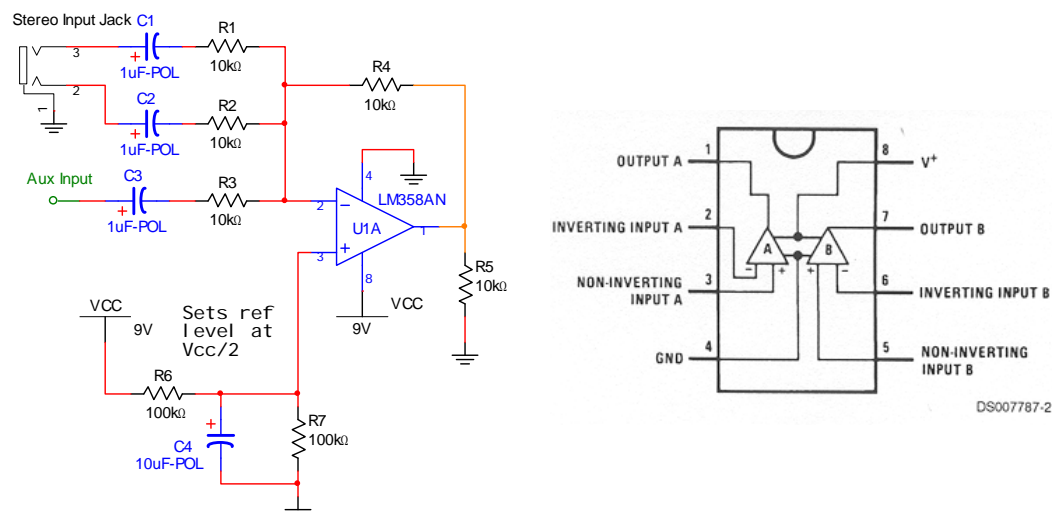 Stereo Input Jack
C1
3
+
1uF-POL
R1
10kΩ
R4
10kΩ
2
1
C2
+
1uF-POL
R2
10kΩ
Aux Input
C3
+
1uF-POL
R3
10kΩ
4
LM358AN
2
−
U1A
1
+
3
8
VCC
9V
R5
10kΩ
VCC
9V
Sets ref
level at
Vcc/2
R6
100kΩ
+
C4
10uF-POL
R7
100kΩ
OUTPUT A
1
8
V+
INVERTING INPUT A
2
7
OUTPUT B
A
B
−
+
+
−
NON-INVERTING
INPUT A
3
6
INVERTING INPUT B
GND
4
5
NON-INVERTING
INPUT B
DS007787-2